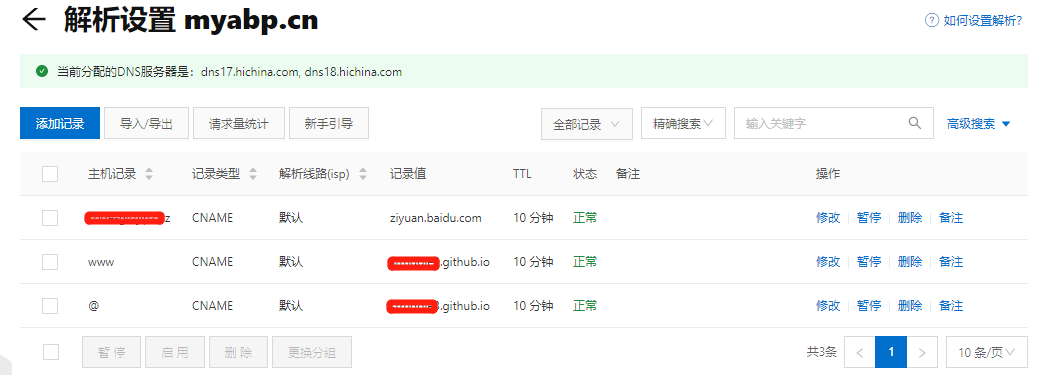 解析设置 myabp.cn
如何设置解析?
当前分配的DNS服务器是：dns17.hichina.com, dns18.hichina.com
添加记录 导入/导出 请求量统计 新手引导 全部记录 精确搜索 输入关键字 高级搜索
主机记录 记录类型 解析线路(isp) 记录值 TTL 状态 备注 操作
z CNAME 默认 ziyuan.baidu.com 10 分钟 正常 修改 暂停 删除 备注
www CNAME 默认 .github.io 10 分钟 正常 修改 暂停 删除 备注
@ CNAME 默认 3.github.io 10 分钟 正常 修改 暂停 删除 备注
暂停 启用 删除 更换分组 共3条 1 10 条/页